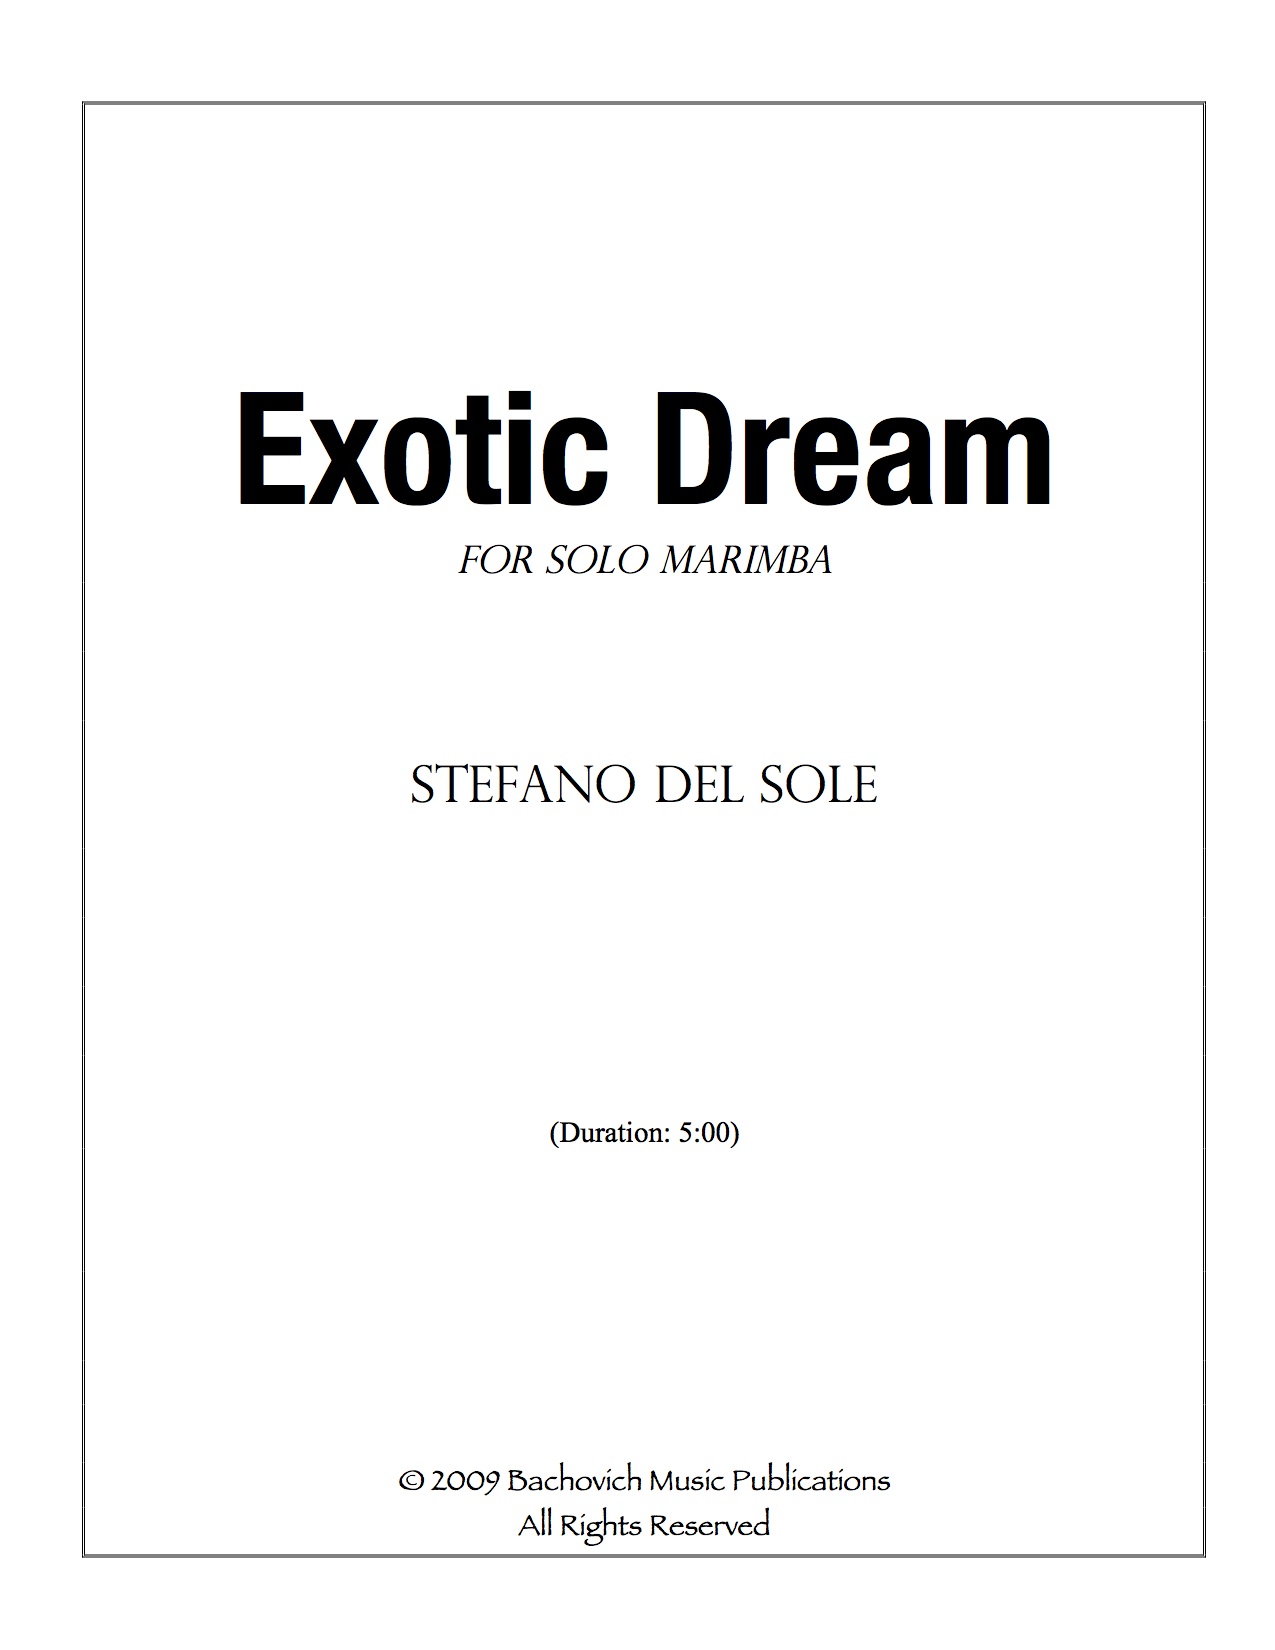 Exotic Dream
FOR SOLO MARIMBA
STEFANO DEL SOLE
(Duration: 5:00)
© 2009 Bachovich Music Publications
All Rights Reserved